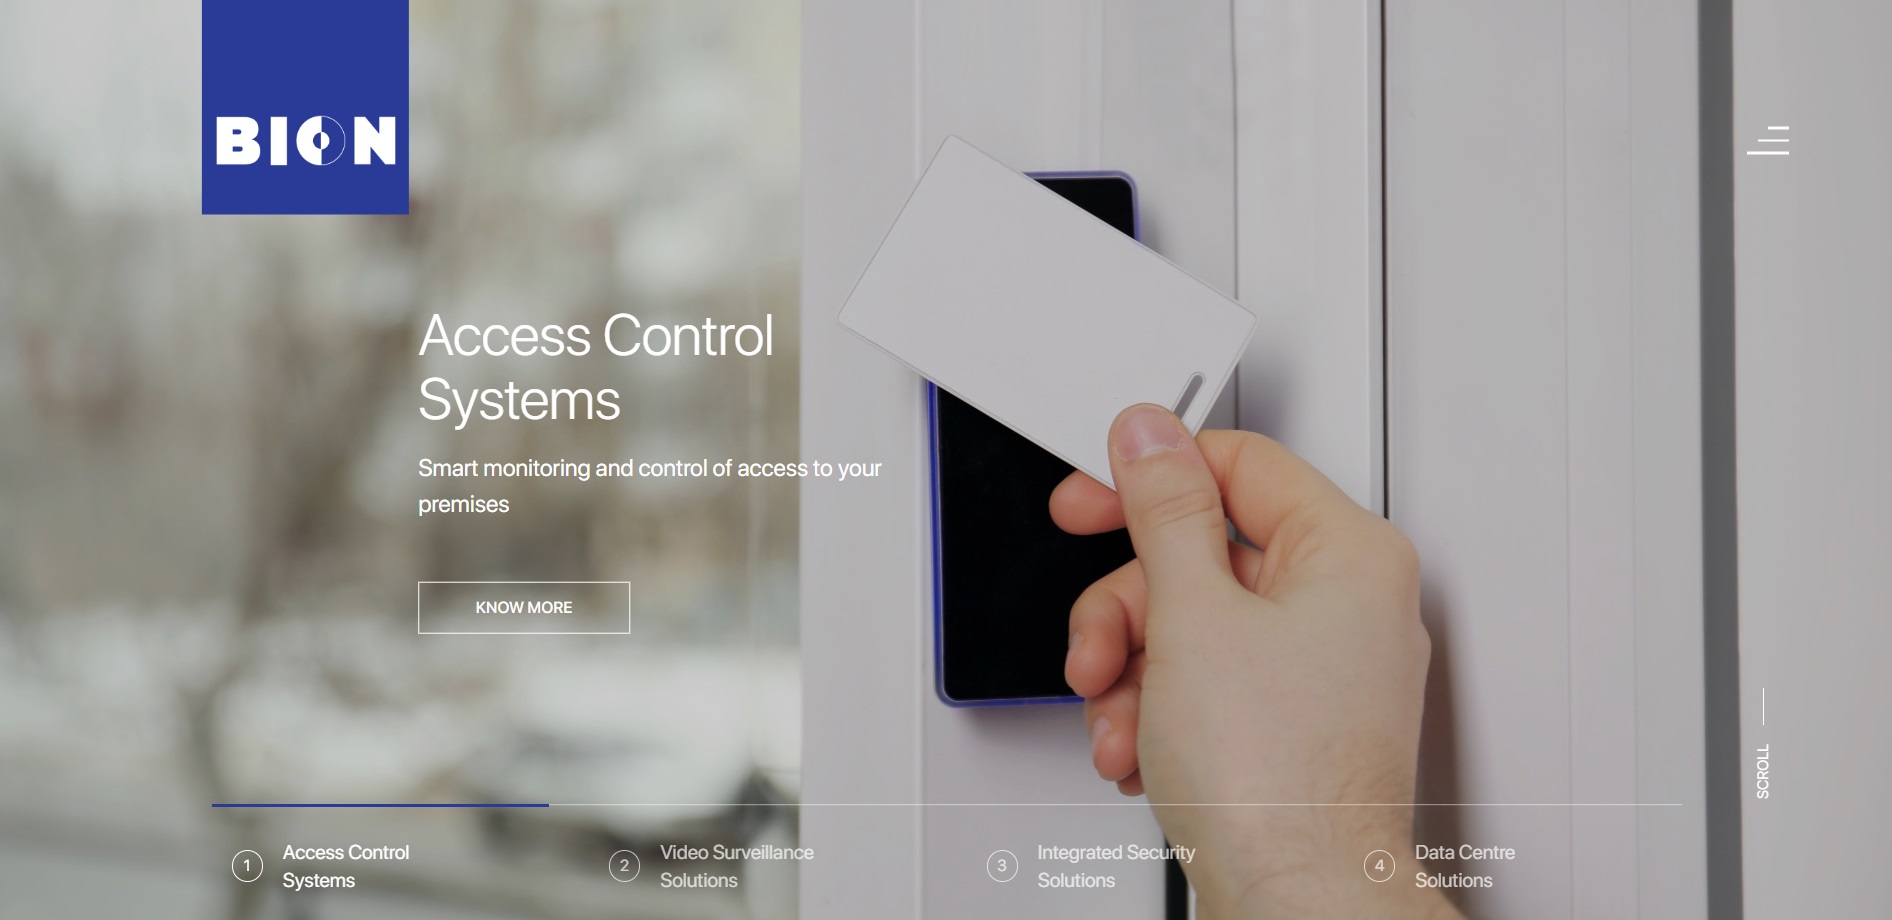 BION
Access Control
Systems
Smart monitoring and control of access to your
premises
KNOW MORE
SCROLL
1 Access Control
Systems
2 Video Surveillance
Solutions
3 Integrated Security
Solutions
4 Data Centre
Solutions